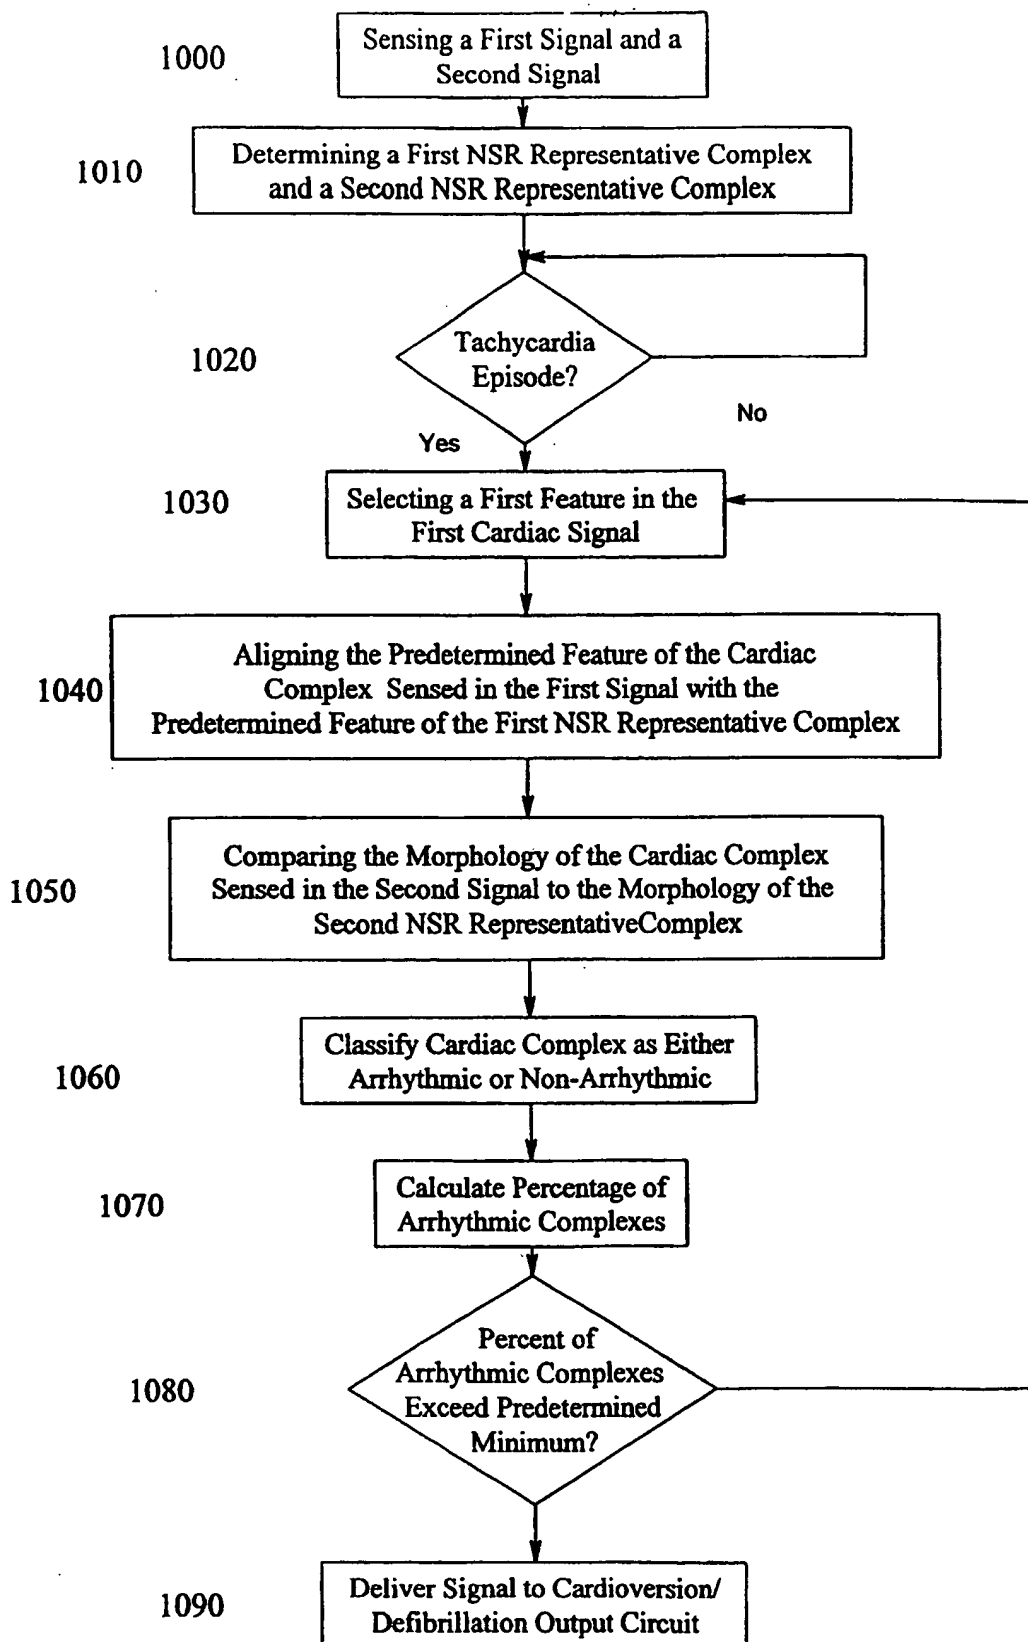 1000
Sensing a First Signal and a
Second Signal
1010
Determining a First NSR Representative Complex
and a Second NSR Representative Complex
1020
Tachycardia
Episode?
No
Yes
1030
Selecting a First Feature in the
First Cardiac Signal
1040
Aligning the Predetermined Feature of the Cardiac
Complex Sensed in the First Signal with the
Predetermined Feature of the First NSR Representative Complex
1050
Comparing the Morphology of the Cardiac Complex
Sensed in the Second Signal to the Morphology of the
Second NSR RepresentativeComplex
1060
Classify Cardiac Complex as Either
Arrhythmic or Non-Arrhythmic
1070
Calculate Percentage of
Arrhythmic Complexes
1080
Percent of
Arrhythmic Complexes
Exceed Predetermined
Minimum?
1090
Deliver Signal to Cardioversion/
Defibrillation Output Circuit